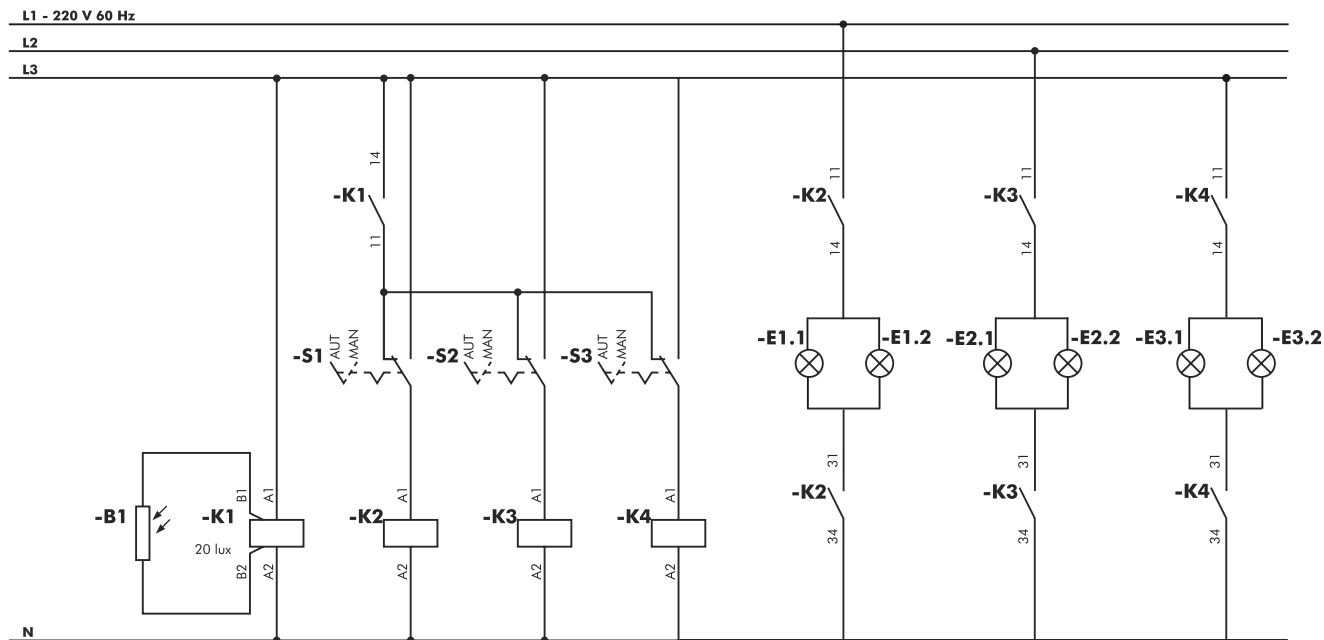 L1 - 220 V 60 Hz
L2
L3
14
11
11
11
-K1
-K2
-K3
-K4
11
14
14
14
-S1
AUT
MAN
-S2
AUT
MAN
-S3
AUT
MAN
-E1.1
-E1.2
-E2.1
-E2.2
-E3.1
-E3.2
31
31
31
-K2
-K3
-K4
B1
A1
A1
A1
A1
-B1
-K1
-K2
-K3
-K4
20 lux
34
34
34
B2
A2
A2
A2
A2
N